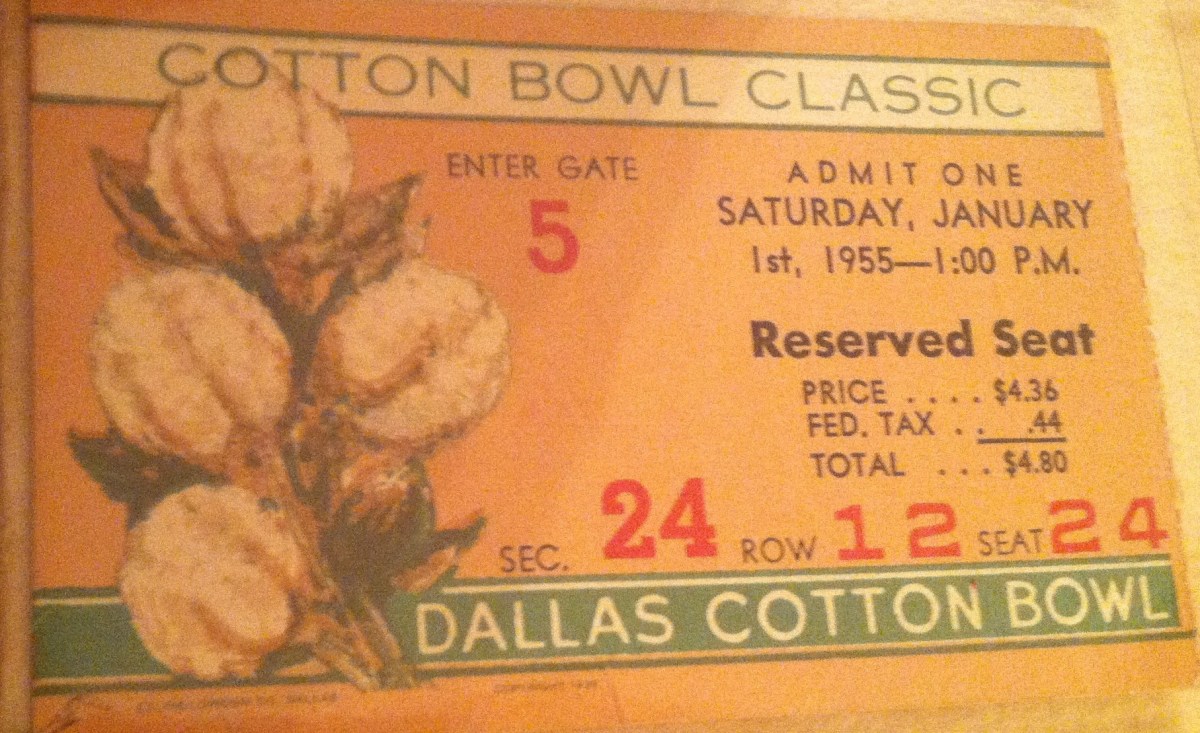 COTTON BOWL CLASSIC
ENTER GATE
5
ADMIT ONE
SATURDAY, JANUARY
1st, 1955—1:00 P.M.
Reserved Seat
PRICE .... $4.36
FED. TAX .. .44
TOTAL ... $4.80
SEC. 24 ROW 12 SEAT 24
DALLAS COTTON BOWL